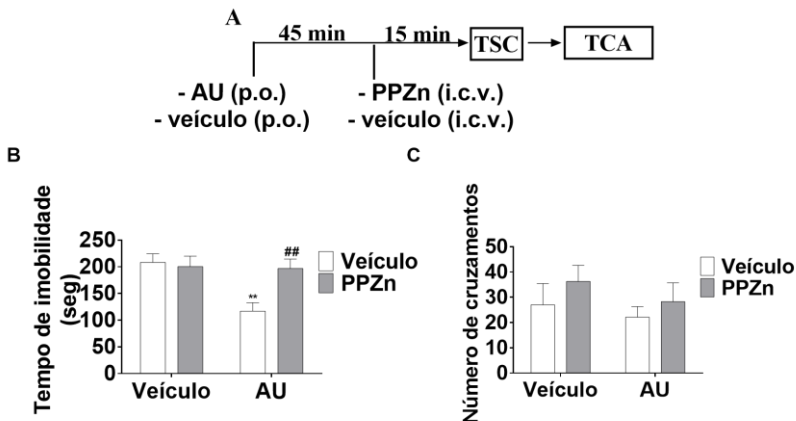 A
45 min
15 min
TSC
TCA
- AU (p.o.)
- veículo (p.o.)
- PPZn (i.c.v.)
- veículo (i.c.v.)
B
Tempo de imobilidade
(seg)
250
200
150
100
50
0
**
##
Veículo
PPZn
Veículo
AU
C
Número de cruzamentos
50
40
30
20
10
0
Veículo
PPZn
Veículo
AU